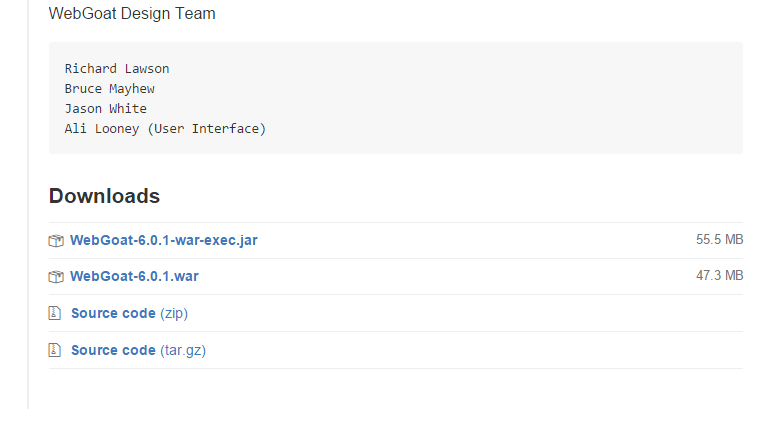 WebGoat Design Team
Richard Lawson
Bruce Mayhew
Jason White
Ali Looney (User Interface)
Downloads
WebGoat-6.0.1-war-exec.jar 55.5 MB
WebGoat-6.0.1.war 47.3 MB
Source code (zip)
Source code (tar.gz)